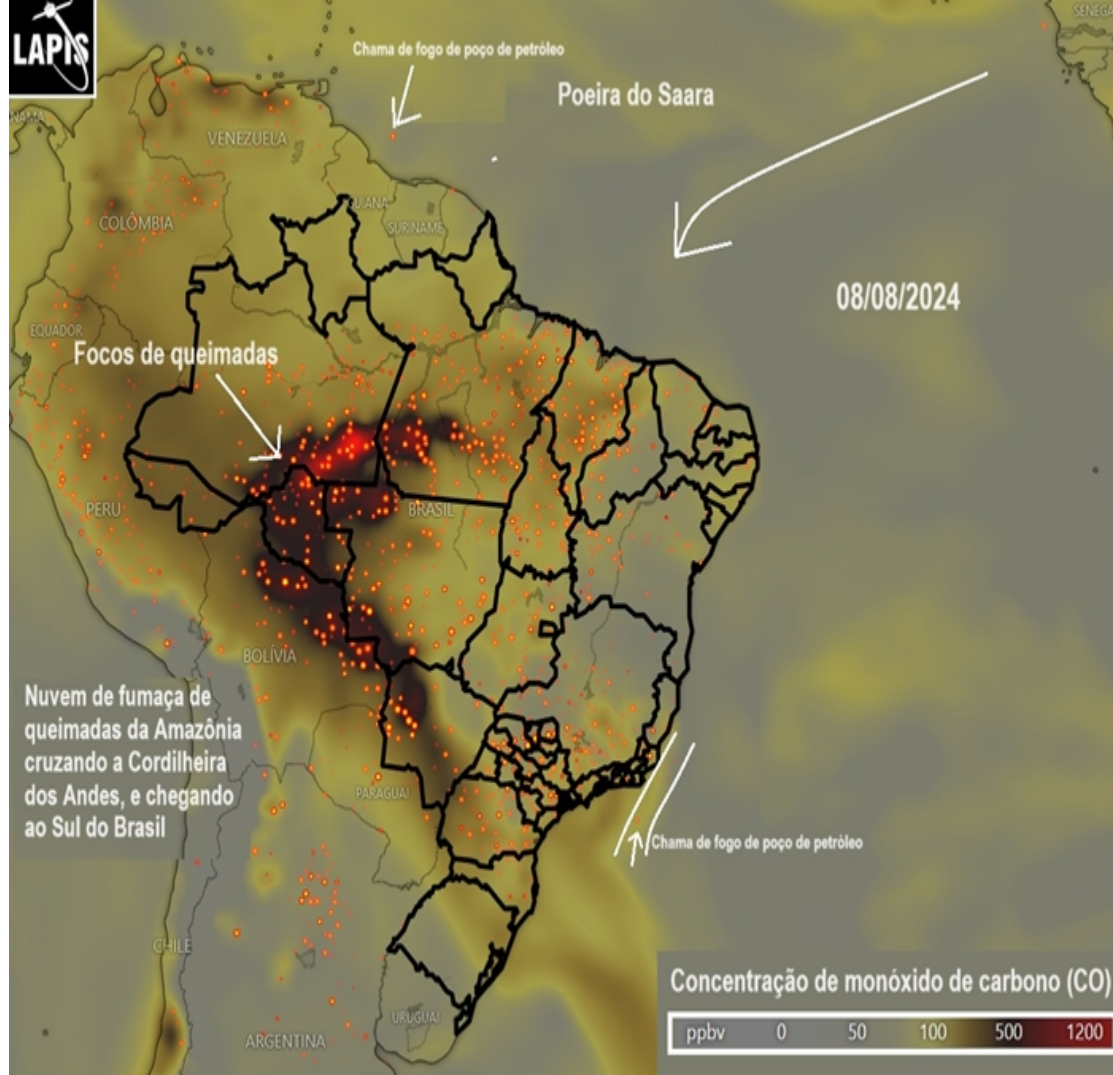 LAPIS
Chama de fogo de poço de petróleo
SENEGA
Poeira do Saara
NAMÁ
VENEZUELA
GUIANA
COLÔMBIA
SURINAME
08/08/2024
EQUADOR
Focos de queimadas
PERU
BRASIL
BOLÍVIA
Nuvem de fumaça de
queimadas da Amazônia
cruzando a Cordilheira
dos Andes, e chegando
ao Sul do Brasil
PARAGUAI
Chama de fogo de poço de petróleo
CHILE
URUGUAI
ARGENTINA
Concentração de monóxido de carbono (CO)
ppbv 0 50 100 500 1200